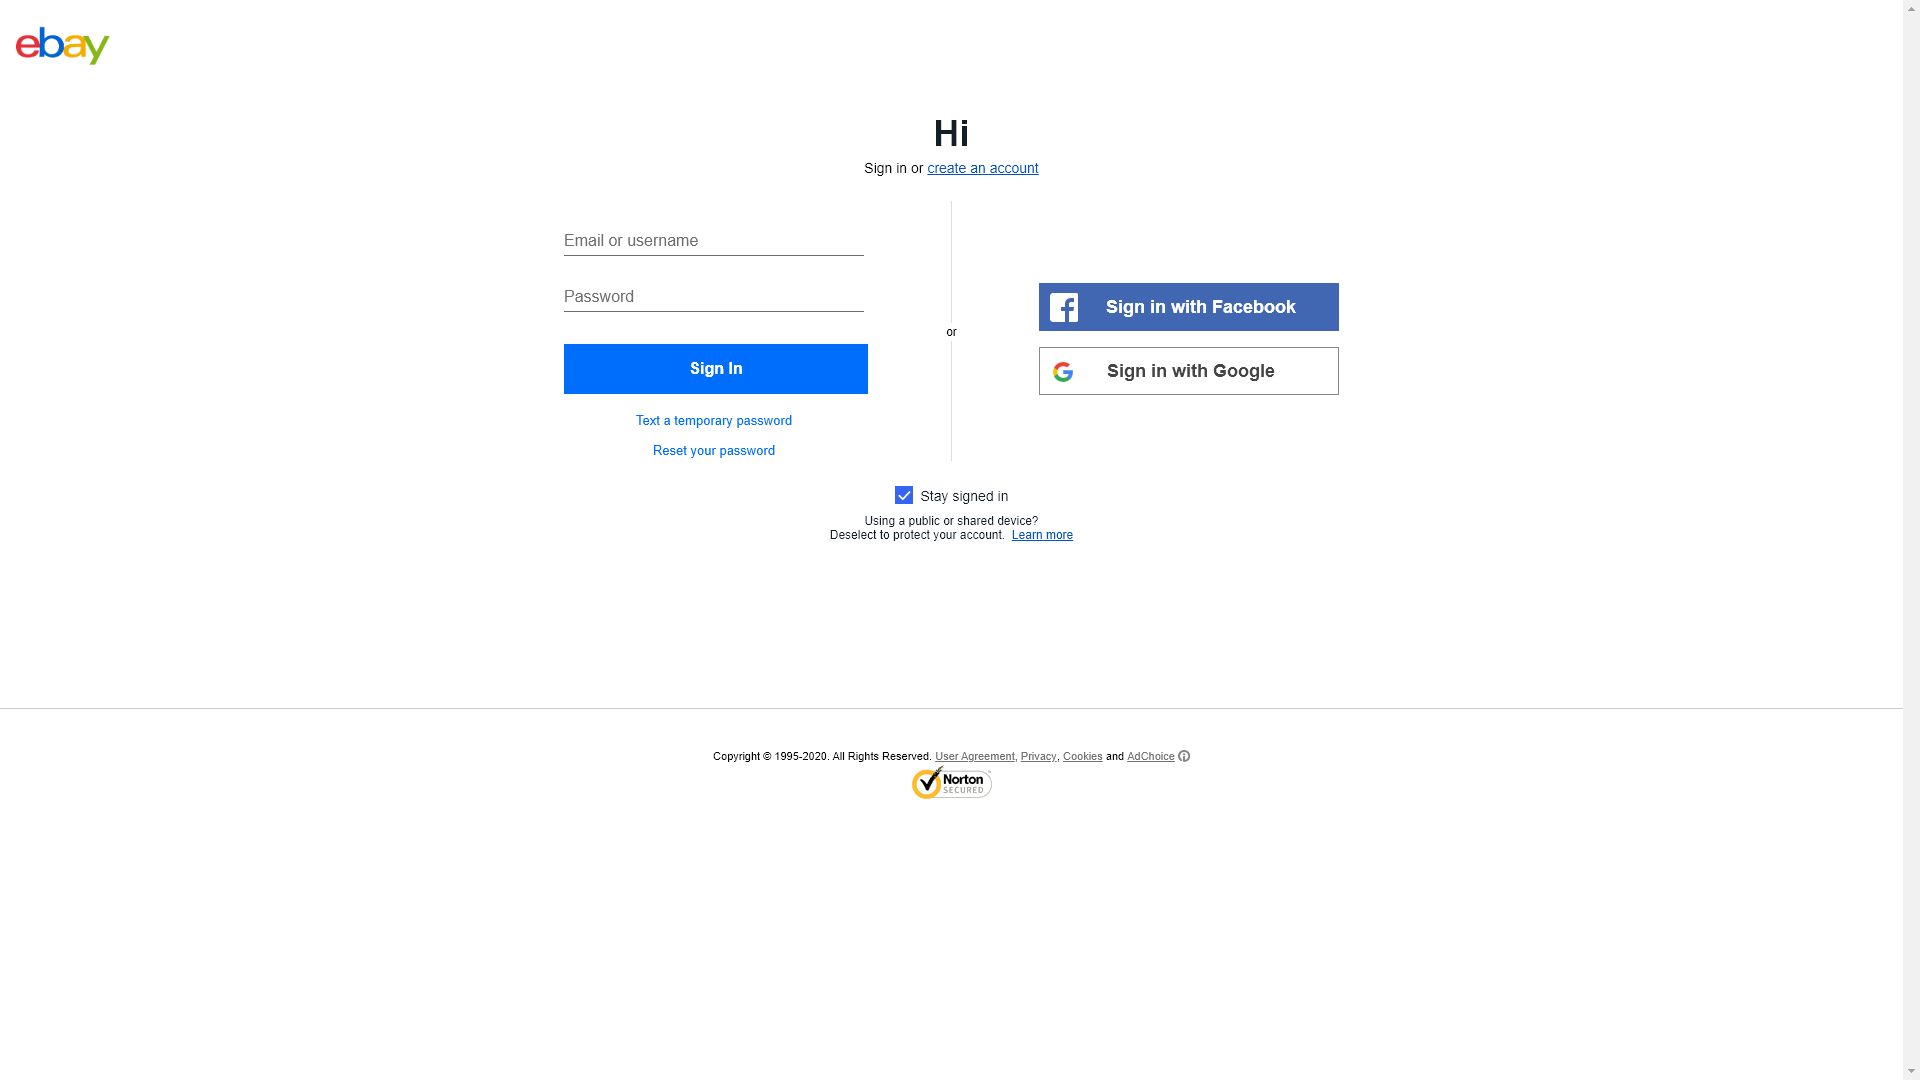 ebay
Hi
Sign in or create an account
Email or username
Password
Sign In
Text a temporary password
Reset your password
or
Sign in with Facebook
Sign in with Google
Stay signed in
Using a public or shared device?
Deselect to protect your account. Learn more
Copyright © 1995-2020. All Rights Reserved. User Agreement, Privacy, Cookies and AdChoice
Norton
SECURED